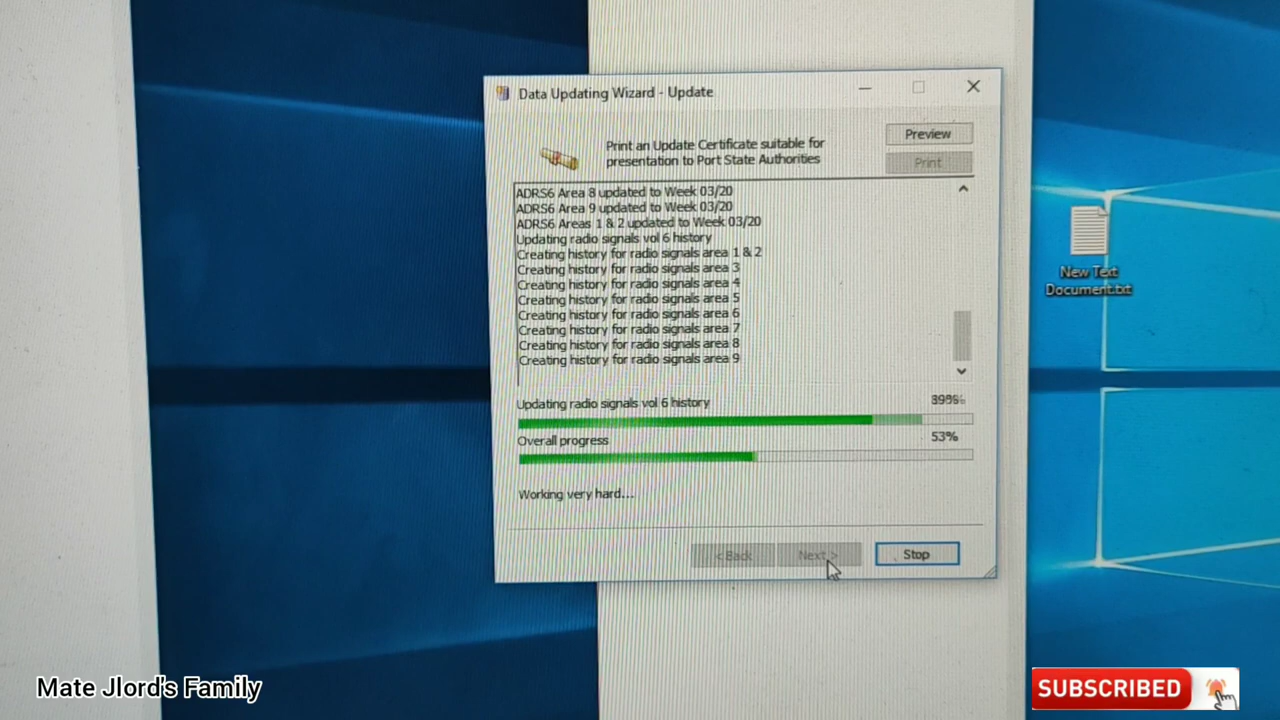 Data Updating Wizard - Update
Print an Update Certificate suitable for
presentation to Port State Authorities
Preview
Print
ADRS6 Area 8 updated to Week 03/20
ADRS6 Area 9 updated to Week 03/20
ADRS6 Areas 1 & 2 updated to Week 03/20
Updating radio signals vol 6 history
Creating history for radio signals area 1 & 2
Creating history for radio signals area 3
Creating history for radio signals area 4
Creating history for radio signals area 5
Creating history for radio signals area 6
Creating history for radio signals area 7
Creating history for radio signals area 8
Creating history for radio signals area 9
Updating radio signals vol 6 history
Overall progress 53%
Working very hard...
< Back Next > Stop
New Text
Document.txt
Mate Jlord's Family
SUBSCRIBED